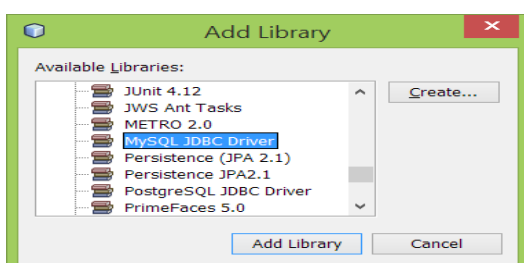 Add Library
Available Libraries:
JUnit 4.12
JWS Ant Tasks
METRO 2.0
MySQL JDBC Driver
Persistence (JPA 2.1)
Persistence JPA2.1
PostgreSQL JDBC Driver
PrimeFaces 5.0
Create...
Add Library
Cancel